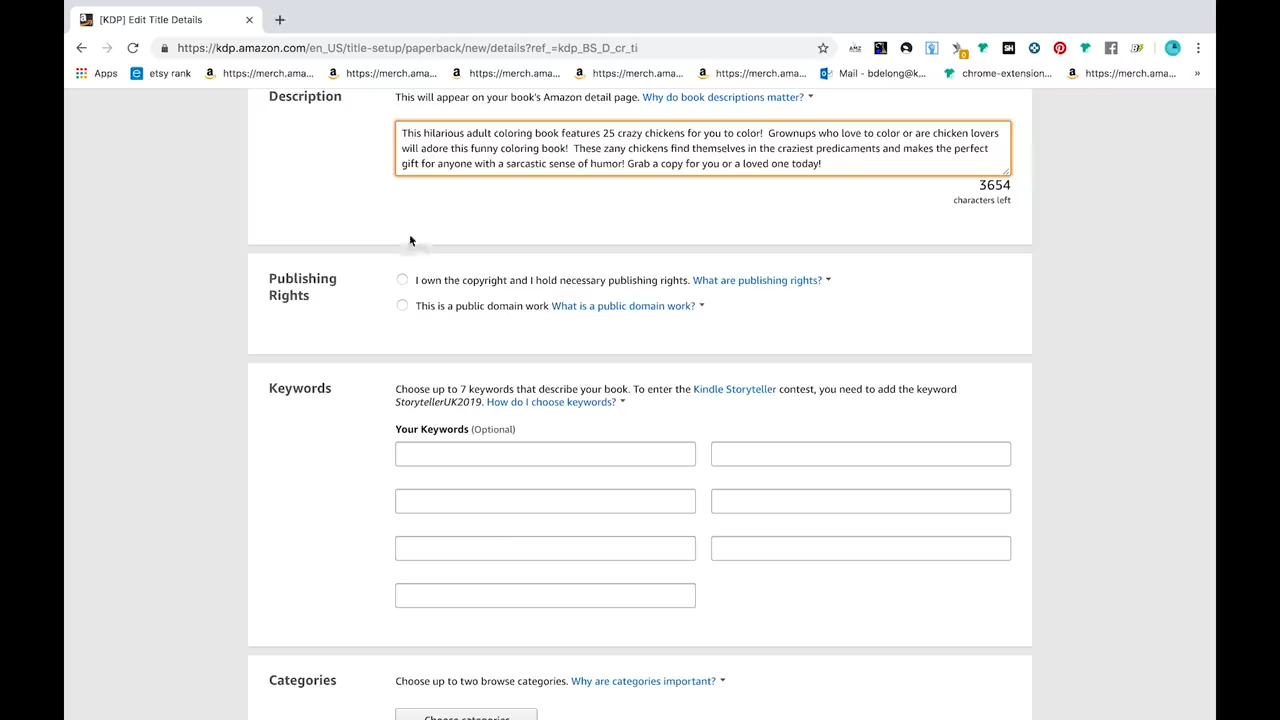 [KDP] Edit Title Details
https://kdp.amazon.com/en_US/title-setup/paperback/new/details?ref_=kdp_BS_D_cr_ti
Apps etsy rank https://merch.ama... https://merch.ama... https://merch.ama... https://merch.ama... https://merch.ama... Mail - bdelong@k... chrome-extension... https://merch.ama... »
Description
This will appear on your book's Amazon detail page. Why do book descriptions matter?
This hilarious adult coloring book features 25 crazy chickens for you to color!  Grownups who love to color or are chicken lovers
will adore this funny coloring book!  These zany chickens find themselves in the craziest predicaments and makes the perfect
gift for anyone with a sarcastic sense of humor! Grab a copy for you or a loved one today!
3654
characters left
Publishing
Rights
I own the copyright and I hold necessary publishing rights. What are publishing rights?
This is a public domain work What is a public domain work?
Keywords
Choose up to 7 keywords that describe your book. To enter the Kindle Storyteller contest, you need to add the keyword
StorytellerUK2019. How do I choose keywords?
Your Keywords (Optional)
Categories
Choose up to two browse categories. Why are categories important?
Choose categories